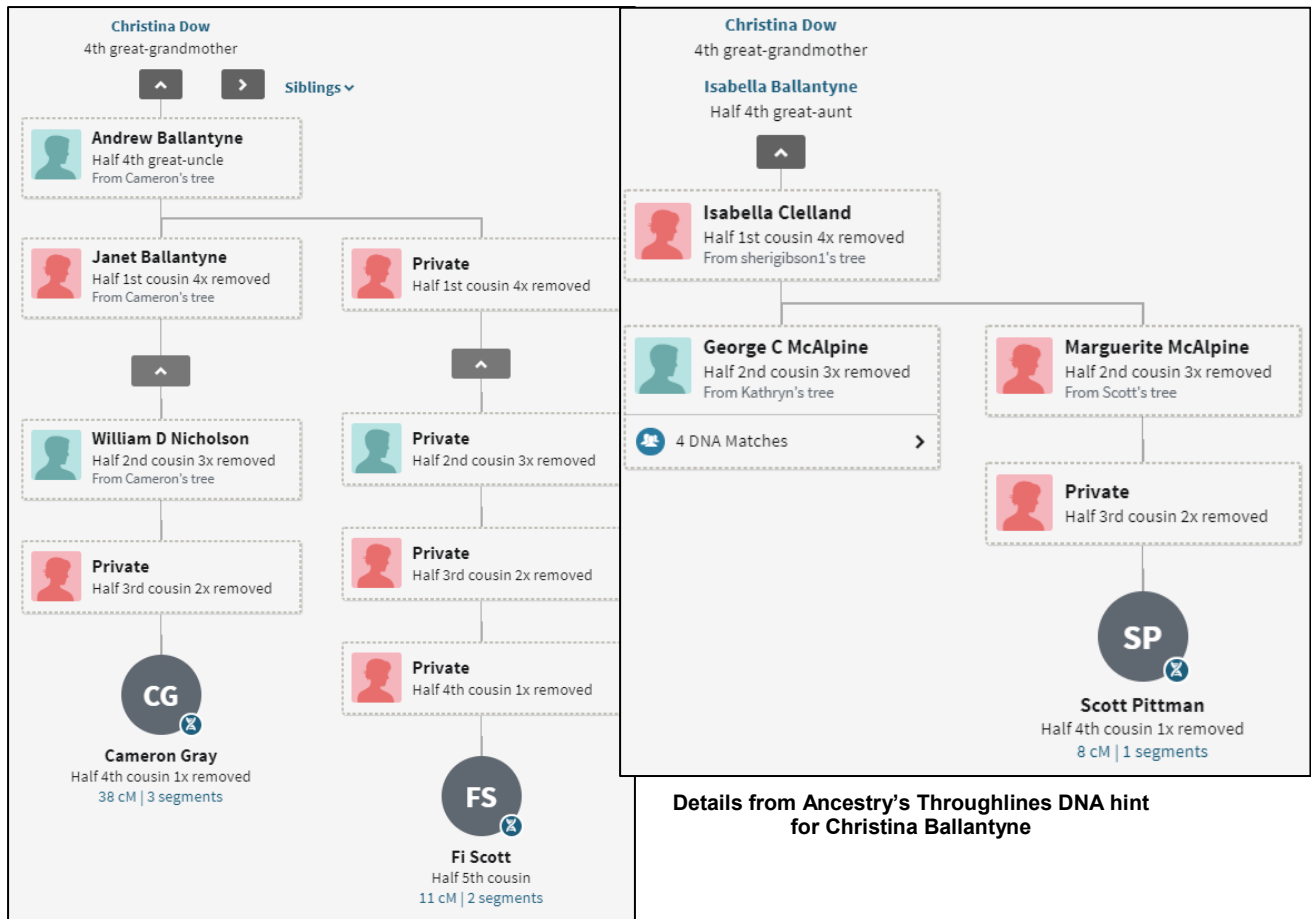 Christina Dow
4th great-grandmother
Siblings
Andrew Ballantyne
Half 4th great-uncle
From Cameron's tree
Janet Ballantyne
Half 1st cousin 4x removed
From Cameron's tree
Private
Half 1st cousin 4x removed
William D Nicholson
Half 2nd cousin 3x removed
From Cameron's tree
Private
Half 2nd cousin 3x removed
Private
Half 3rd cousin 2x removed
Private
Half 3rd cousin 2x removed
CG
Cameron Gray
Half 4th cousin 1x removed
38 cM | 3 segments
Private
Half 4th cousin 1x removed
FS
Fi Scott
Half 5th cousin
11 cM | 2 segments
Christina Dow
4th great-grandmother
Isabella Ballantyne
Half 4th great-aunt
Isabella Clelland
Half 1st cousin 4x removed
From sherigibson1's tree
George C McAlpine
Half 2nd cousin 3x removed
From Kathryn's tree
4 DNA Matches
Marguerite McAlpine
Half 2nd cousin 3x removed
From Scott's tree
Private
Half 3rd cousin 2x removed
SP
Scott Pittman
Half 4th cousin 1x removed
8 cM | 1 segments
Details from Ancestry's Throughlines DNA hint
for Christina Ballantyne